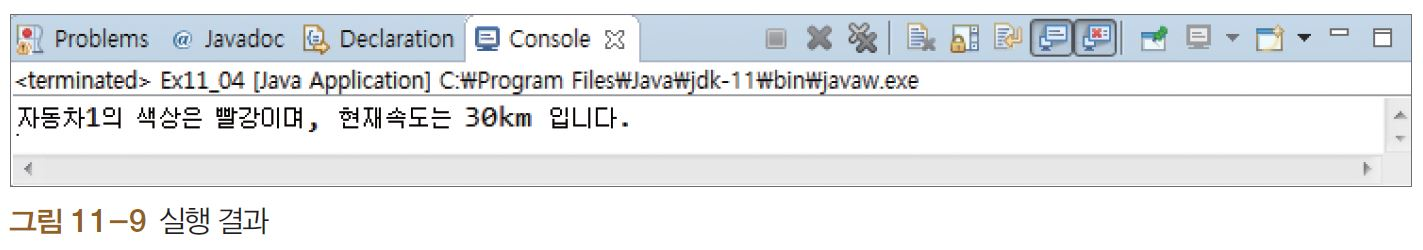 Problems @ Javadoc Declaration Console
<terminated> Ex11_04 [Java Application] C:₩Program Files₩Java₩jdk-11₩bin₩javaw.exe
자동차1의 색상은 빨강이며, 현재속도는 30km 입니다.
그림 11-9 실행 결과